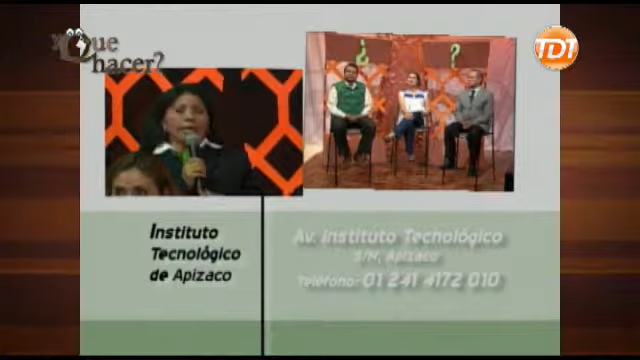 y Que
hacer?
TD1
¿ ?
Instituto
Tecnológico
de Apizaco
Av. Instituto Tecnológico
S/N, Apizaco
Teléfono: 01 241 4172 010